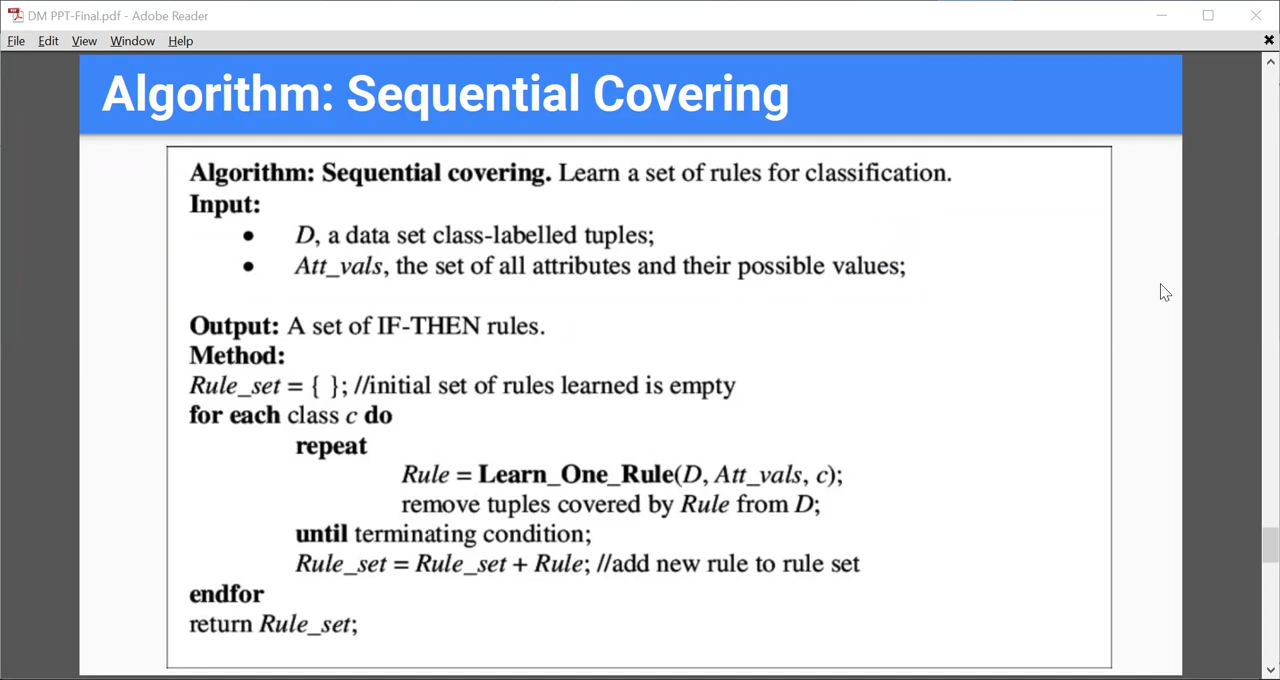 DM PPT-Final.pdf - Adobe Reader
File Edit View Window Help
Algorithm: Sequential Covering
Algorithm: Sequential covering. Learn a set of rules for classification.
Input:
• D, a data set class-labelled tuples;
• Att_vals, the set of all attributes and their possible values;
Output: A set of IF-THEN rules.
Method:
Rule_set = { }; //initial set of rules learned is empty
for each class c do
repeat
Rule = Learn_One_Rule(D, Att_vals, c);
remove tuples covered by Rule from D;
until terminating condition;
Rule_set = Rule_set + Rule; //add new rule to rule set
endfor
return Rule_set;